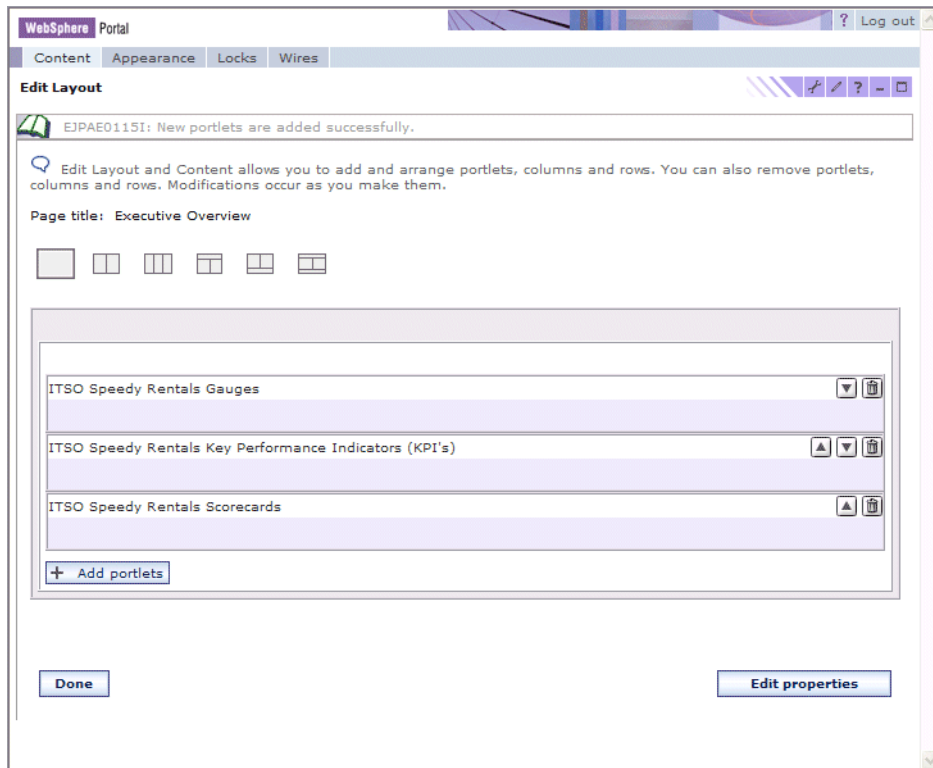 WebSphere Portal
? Log out
Content Appearance Locks Wires
Edit Layout
?
EJPAE0115I: New portlets are added successfully.
Edit Layout and Content allows you to add and arrange portlets, columns and rows. You can also remove portlets,
columns and rows. Modifications occur as you make them.
Page title: Executive Overview
ITSO Speedy Rentals Gauges
ITSO Speedy Rentals Key Performance Indicators (KPI's)
ITSO Speedy Rentals Scorecards
+ Add portlets
Done
Edit properties